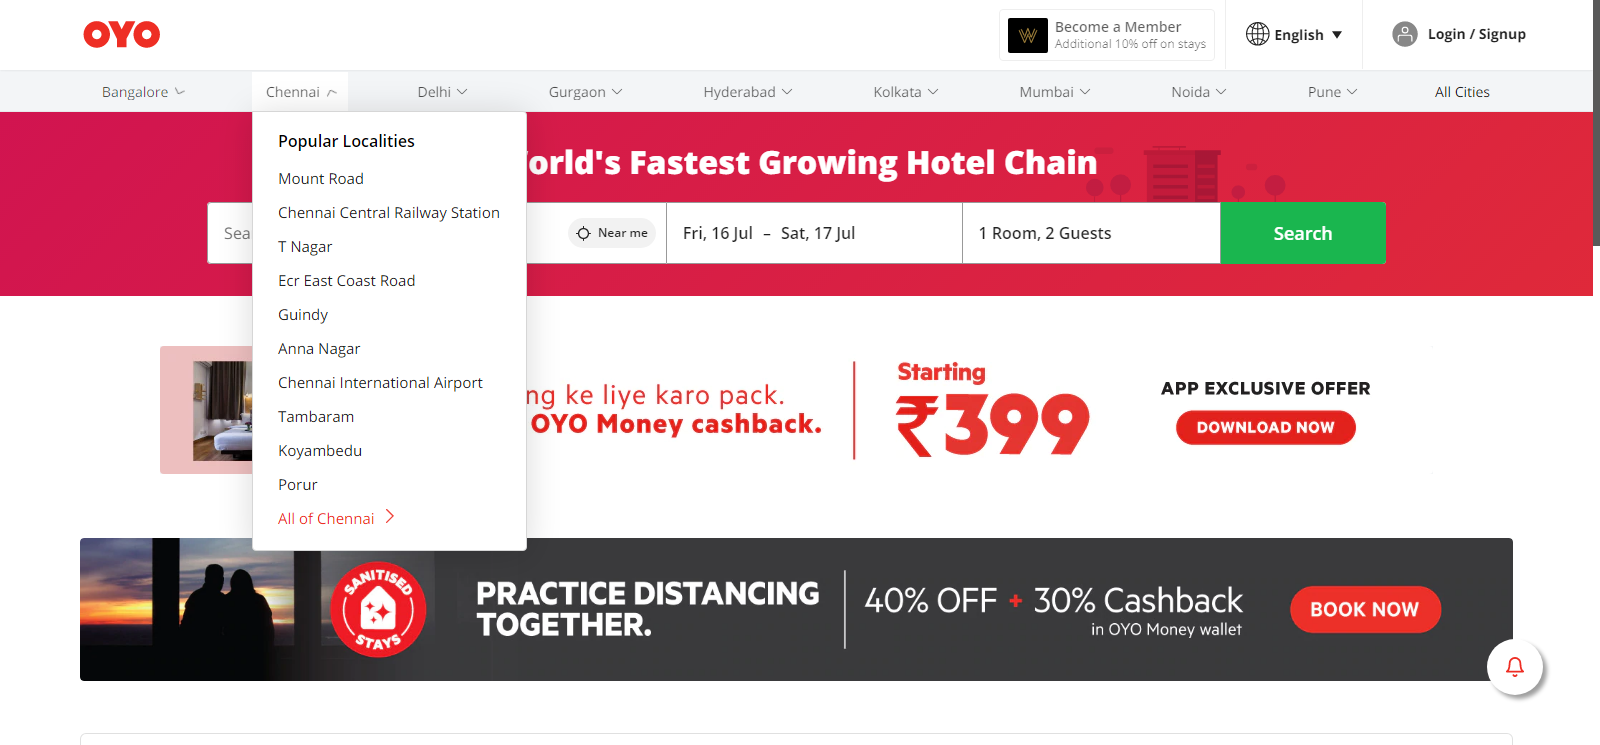 OYO
W
Become a Member
Additional 10% off on stays
English
Login / Signup
Bangalore
Chennai
Delhi
Gurgaon
Hyderabad
Kolkata
Mumbai
Noida
Pune
All Cities
Popular Localities
Mount Road
Chennai Central Railway Station
T Nagar
Ecr East Coast Road
Guindy
Anna Nagar
Chennai International Airport
Tambaram
Koyambedu
Porur
All of Chennai
World's Fastest Growing Hotel Chain
Near me
Fri, 16 Jul – Sat, 17 Jul
1 Room, 2 Guests
Search
ng ke liye karo pack.
OYO Money cashback.
Starting
₹399
APP EXCLUSIVE OFFER
DOWNLOAD NOW
SANITISED
STAYS
PRACTICE DISTANCING
TOGETHER.
40% OFF + 30% Cashback
in OYO Money wallet
BOOK NOW